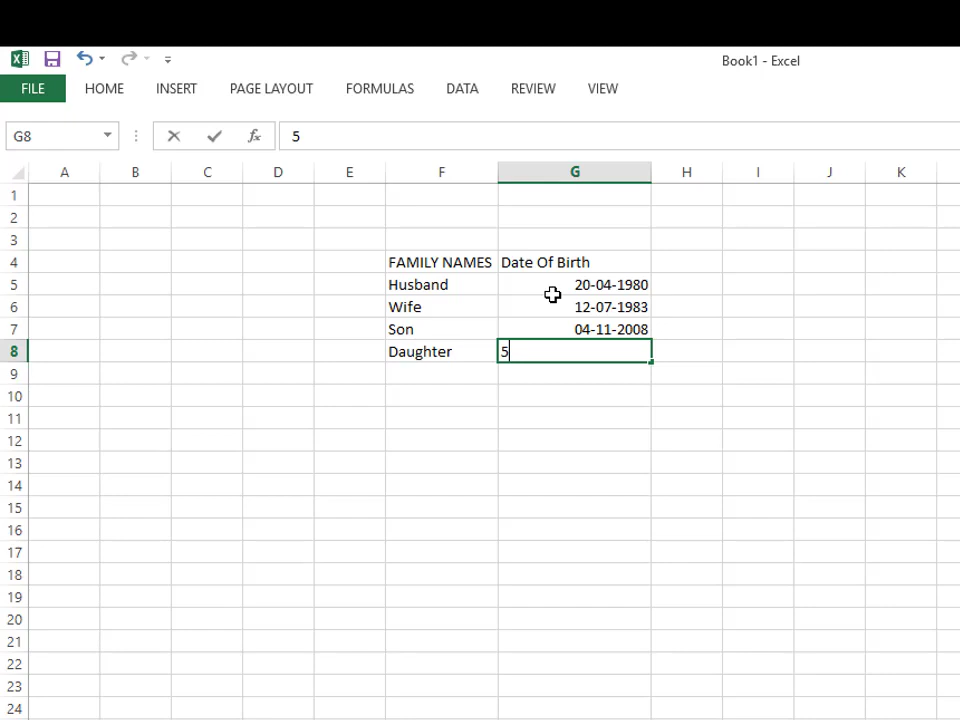 Book1 - Excel
FILE HOME INSERT PAGE LAYOUT FORMULAS DATA REVIEW VIEW
G8 fx 5
A B C D E F G H I J K
1
2
3
4 FAMILY NAMES Date Of Birth
5 Husband 20-04-1980
6 Wife 12-07-1983
7 Son 04-11-2008
8 Daughter 5
9
10
11
12
13
14
15
16
17
18
19
20
21
22
23
24